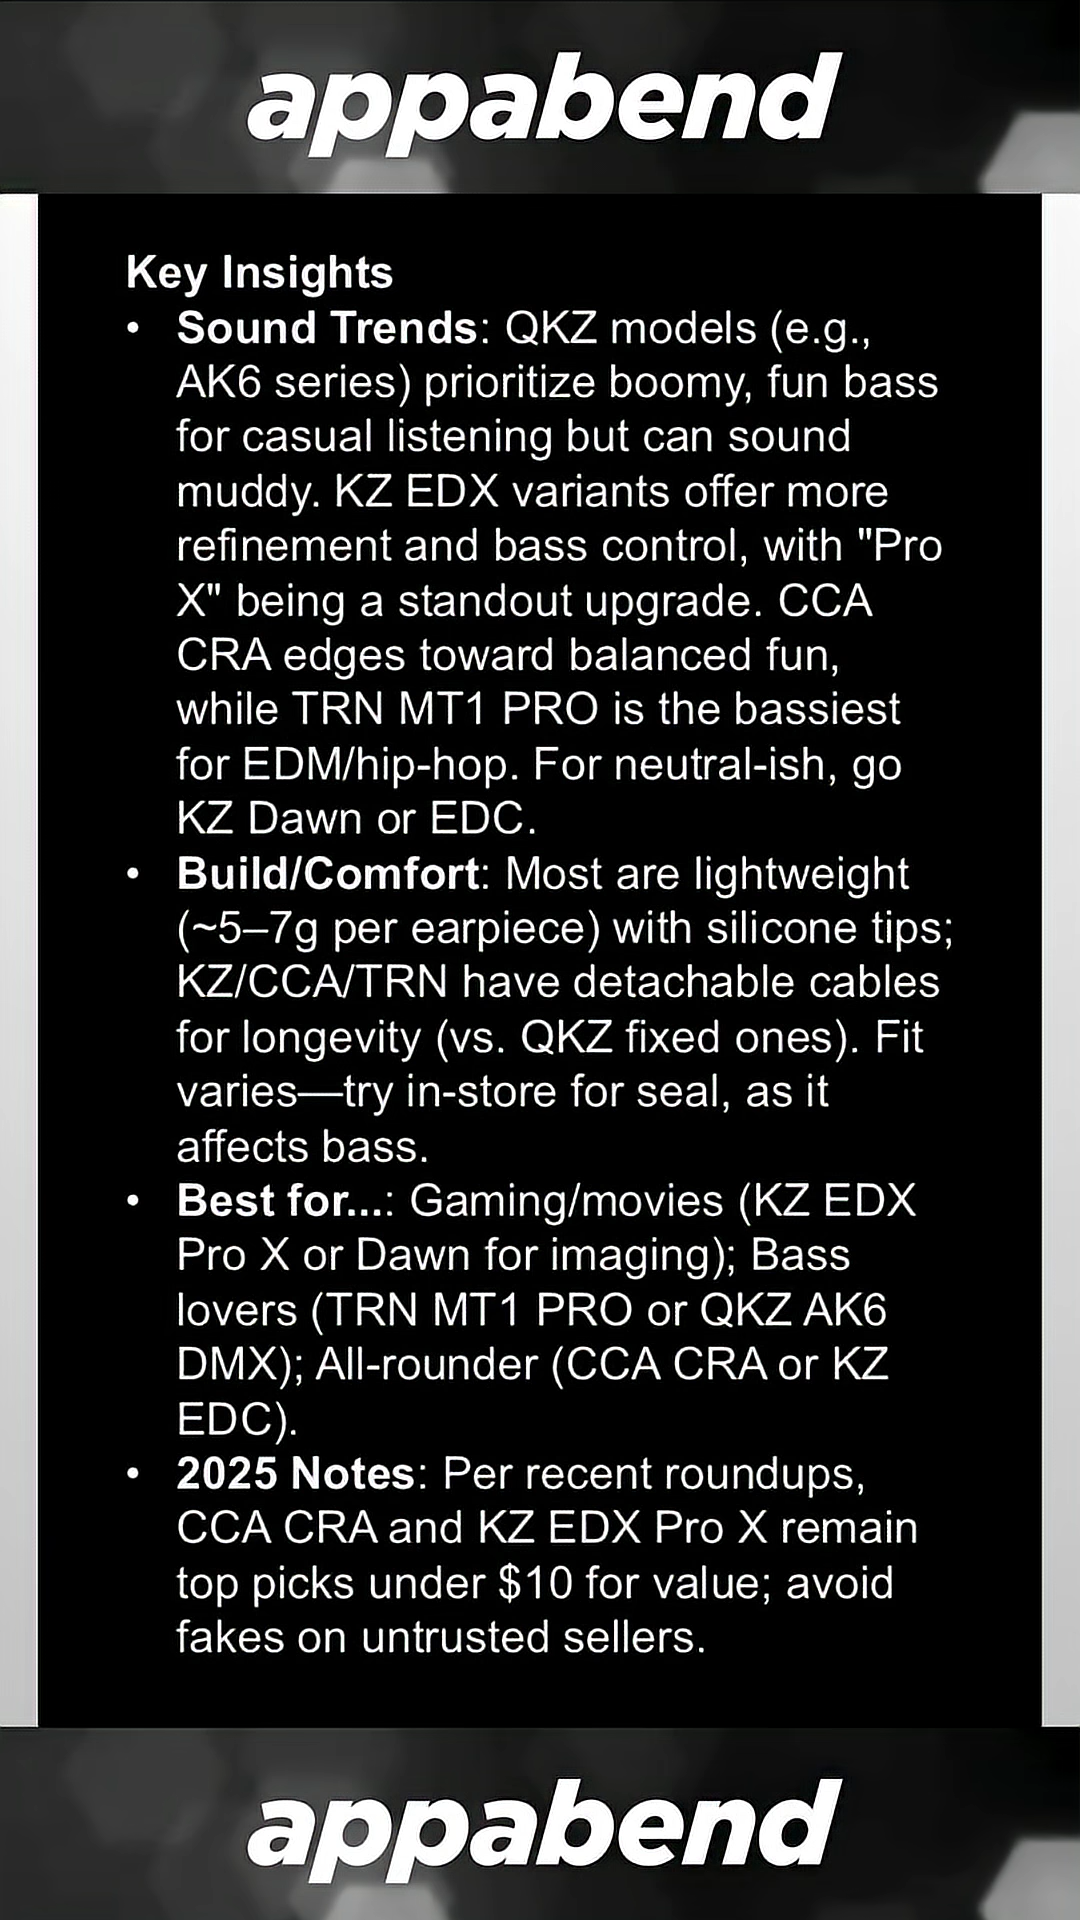 appabend
Key Insights
• Sound Trends: QKZ models (e.g.,
AK6 series) prioritize boomy, fun bass
for casual listening but can sound
muddy. KZ EDX variants offer more
refinement and bass control, with "Pro
X" being a standout upgrade. CCA
CRA edges toward balanced fun,
while TRN MT1 PRO is the bassiest
for EDM/hip-hop. For neutral-ish, go
KZ Dawn or EDC.
• Build/Comfort: Most are lightweight
(~5–7g per earpiece) with silicone tips;
KZ/CCA/TRN have detachable cables
for longevity (vs. QKZ fixed ones). Fit
varies—try in-store for seal, as it
affects bass.
• Best for...: Gaming/movies (KZ EDX
Pro X or Dawn for imaging); Bass
lovers (TRN MT1 PRO or QKZ AK6
DMX); All-rounder (CCA CRA or KZ
EDC).
• 2025 Notes: Per recent roundups,
CCA CRA and KZ EDX Pro X remain
top picks under $10 for value; avoid
fakes on untrusted sellers.
appabend